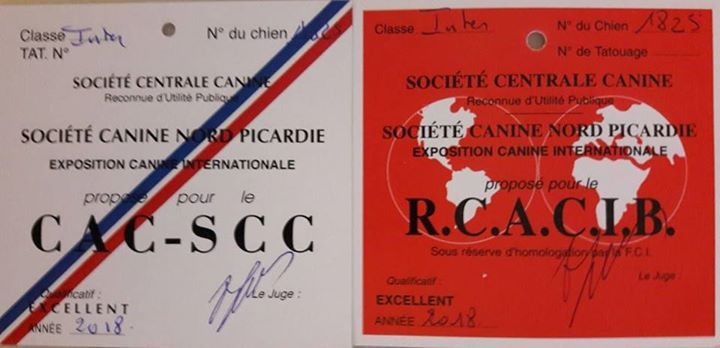 Classe Inter N° du chien 1825
TAT. N°
SOCIÉTÉ CENTRALE CANINE
Reconnue d'Utilité Publique
SOCIÉTÉ CANINE NORD PICARDIE
EXPOSITION CANINE INTERNATIONALE
proposé pour le
CAC-SCC
Qualificatif : Le Juge :
EXCELLENT
ANNÉE 2018
Classe Inter N° du Chien 1825
N° de Tatouage
SOCIÉTÉ CENTRALE CANINE
Reconnue d'Utilité Publique
SOCIÉTÉ CANINE NORD PICARDIE
EXPOSITION CANINE INTERNATIONALE
proposé pour le
R.C.A.C.I.B.
Sous réserve d'homologation par la F.C.I.
Qualificatif : Le Juge :
EXCELLENT
ANNÉE 2018